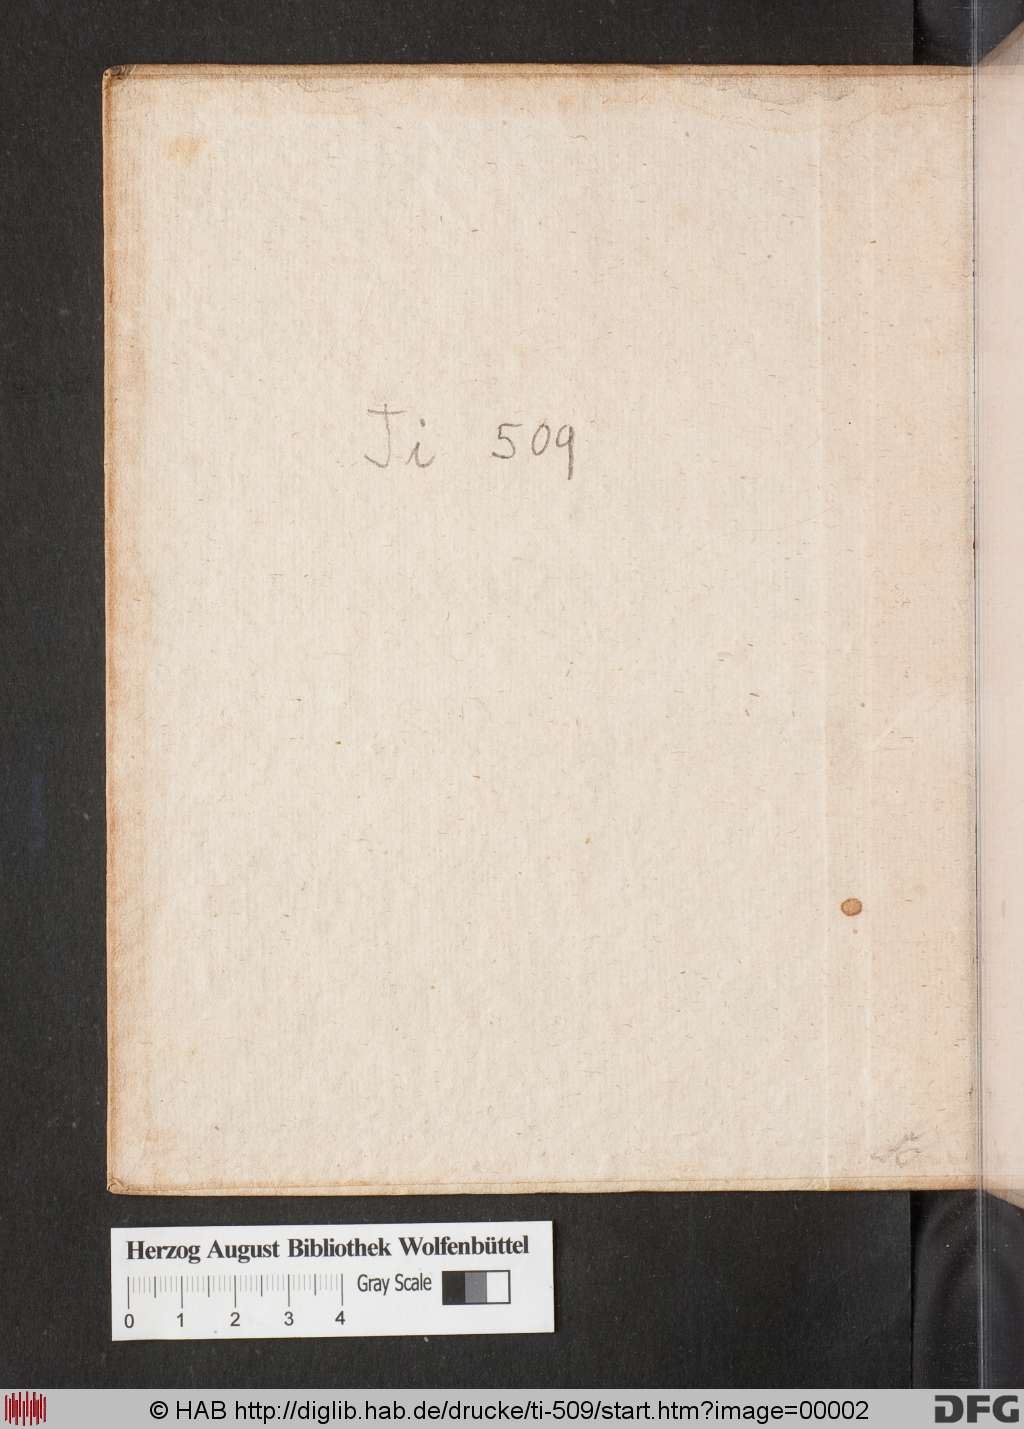 Ti 509
Herzog August Bibliothek Wolfenbüttel
Gray Scale
0 1 2 3 4
© HAB http://diglib.hab.de/drucke/ti-509/start.htm?image=00002
DFG